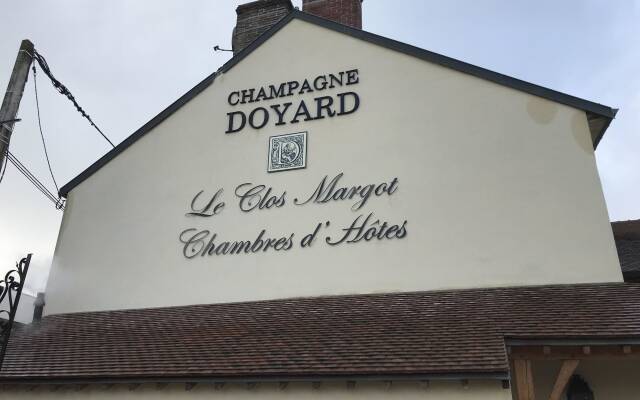 CHAMPAGNE
DOYARD
D
Le Clos Margot
Chambres d'Hôtes